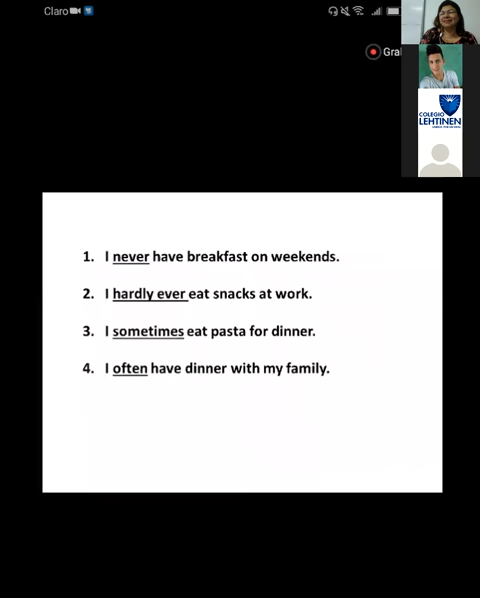 Claro
Gra
COLEGIO
LEHTINEN
1. I never have breakfast on weekends.
2. I hardly ever eat snacks at work.
3. I sometimes eat pasta for dinner.
4. I often have dinner with my family.